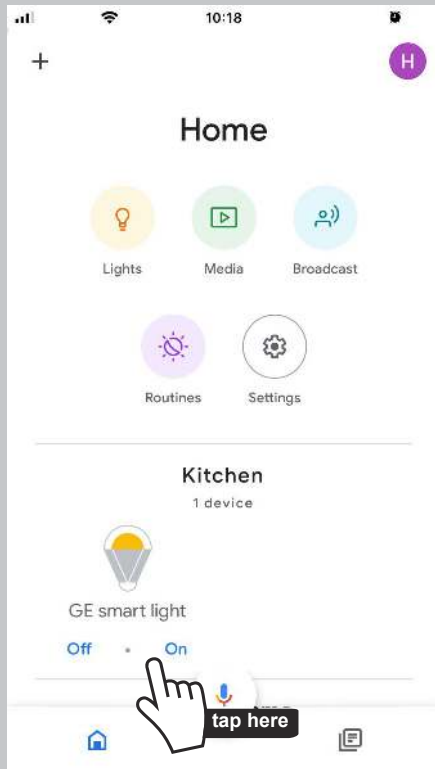 10:18
H
Home
Lights Media Broadcast
Routines Settings
Kitchen
1 device
GE smart light
Off • On
tap here